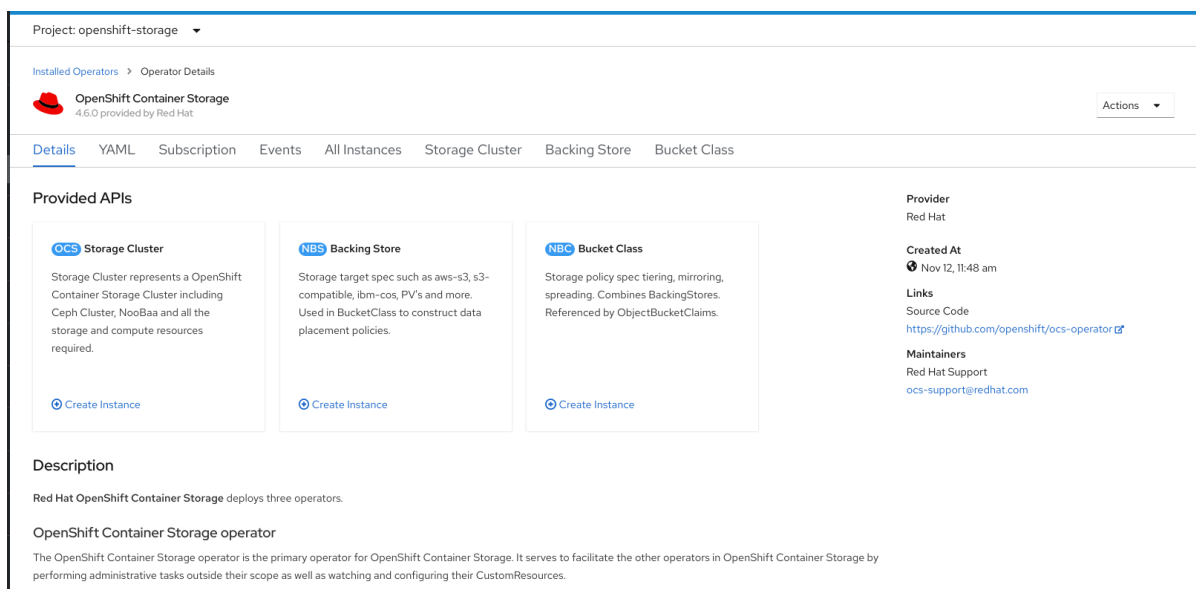 Project: openshift-storage
Installed Operators > Operator Details
OpenShift Container Storage
4.6.0 provided by Red Hat
Actions
Details YAML Subscription Events All Instances Storage Cluster Backing Store Bucket Class
Provided APIs
OCS Storage Cluster
Storage Cluster represents a OpenShift
Container Storage Cluster including
Ceph Cluster, NooBaa and all the
storage and compute resources
required.
Create Instance
NBS Backing Store
Storage target spec such as aws-s3, s3-
compatible, ibm-cos, PV's and more.
Used in BucketClass to construct data
placement policies.
Create Instance
NBC Bucket Class
Storage policy spec tiering, mirroring,
spreading. Combines BackingStores.
Referenced by ObjectBucketClaims.
Create Instance
Provider
Red Hat
Created At
Nov 12, 11:48 am
Links
Source Code
https://github.com/openshift/ocs-operator
Maintainers
Red Hat Support
ocs-support@redhat.com
Description
Red Hat OpenShift Container Storage deploys three operators.
OpenShift Container Storage operator
The OpenShift Container Storage operator is the primary operator for OpenShift Container Storage. It serves to facilitate the other operators in OpenShift Container Storage by
performing administrative tasks outside their scope as well as watching and configuring their CustomResources.